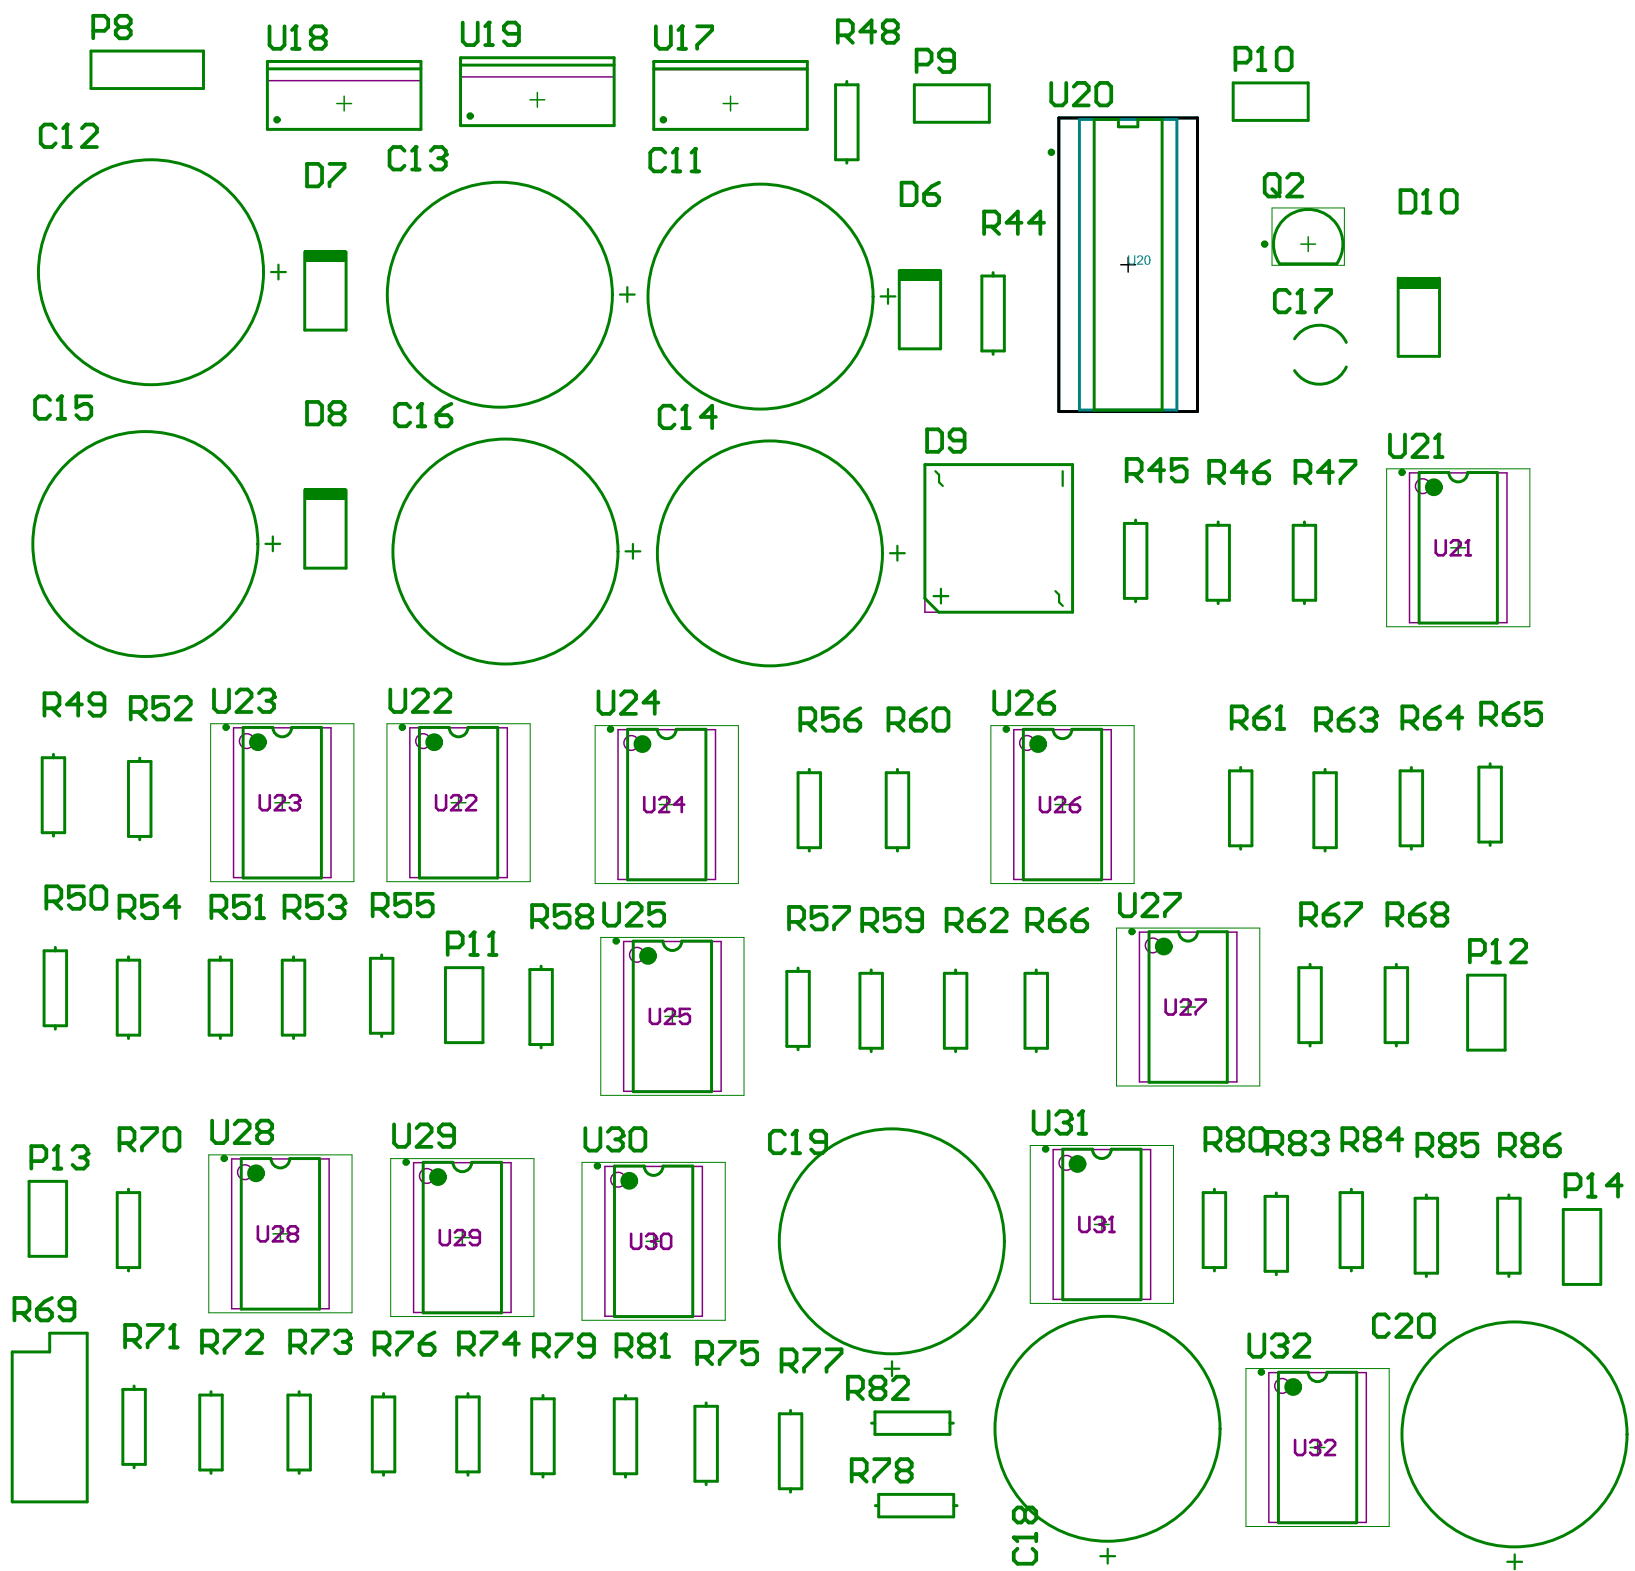 P8 U18 U19 U17 R48 P9 U20 P10
C12 D7 C13 C11 D6 R44 Q2 D10
U20
C17
C15 D8 C16 C14 D9 R45 R46 R47 U21
U21
R49 R52 U23 U22 U24 R56 R60 U26 R61 R63 R64 R65
U23 U22 U24 U26
R50 R54 R51 R53 R55 P11 R58 U25 R57 R59 R62 R66 U27 R67 R68 P12
U25 U27
P13 R70 U28 U29 U30 C19 U31 R80 R83 R84 R85 R86 P14
U28 U29 U30 U31
R69 R71 R72 R73 R76 R74 R79 R81 R75 R77 R82 U32 C20
U32
R78 C18